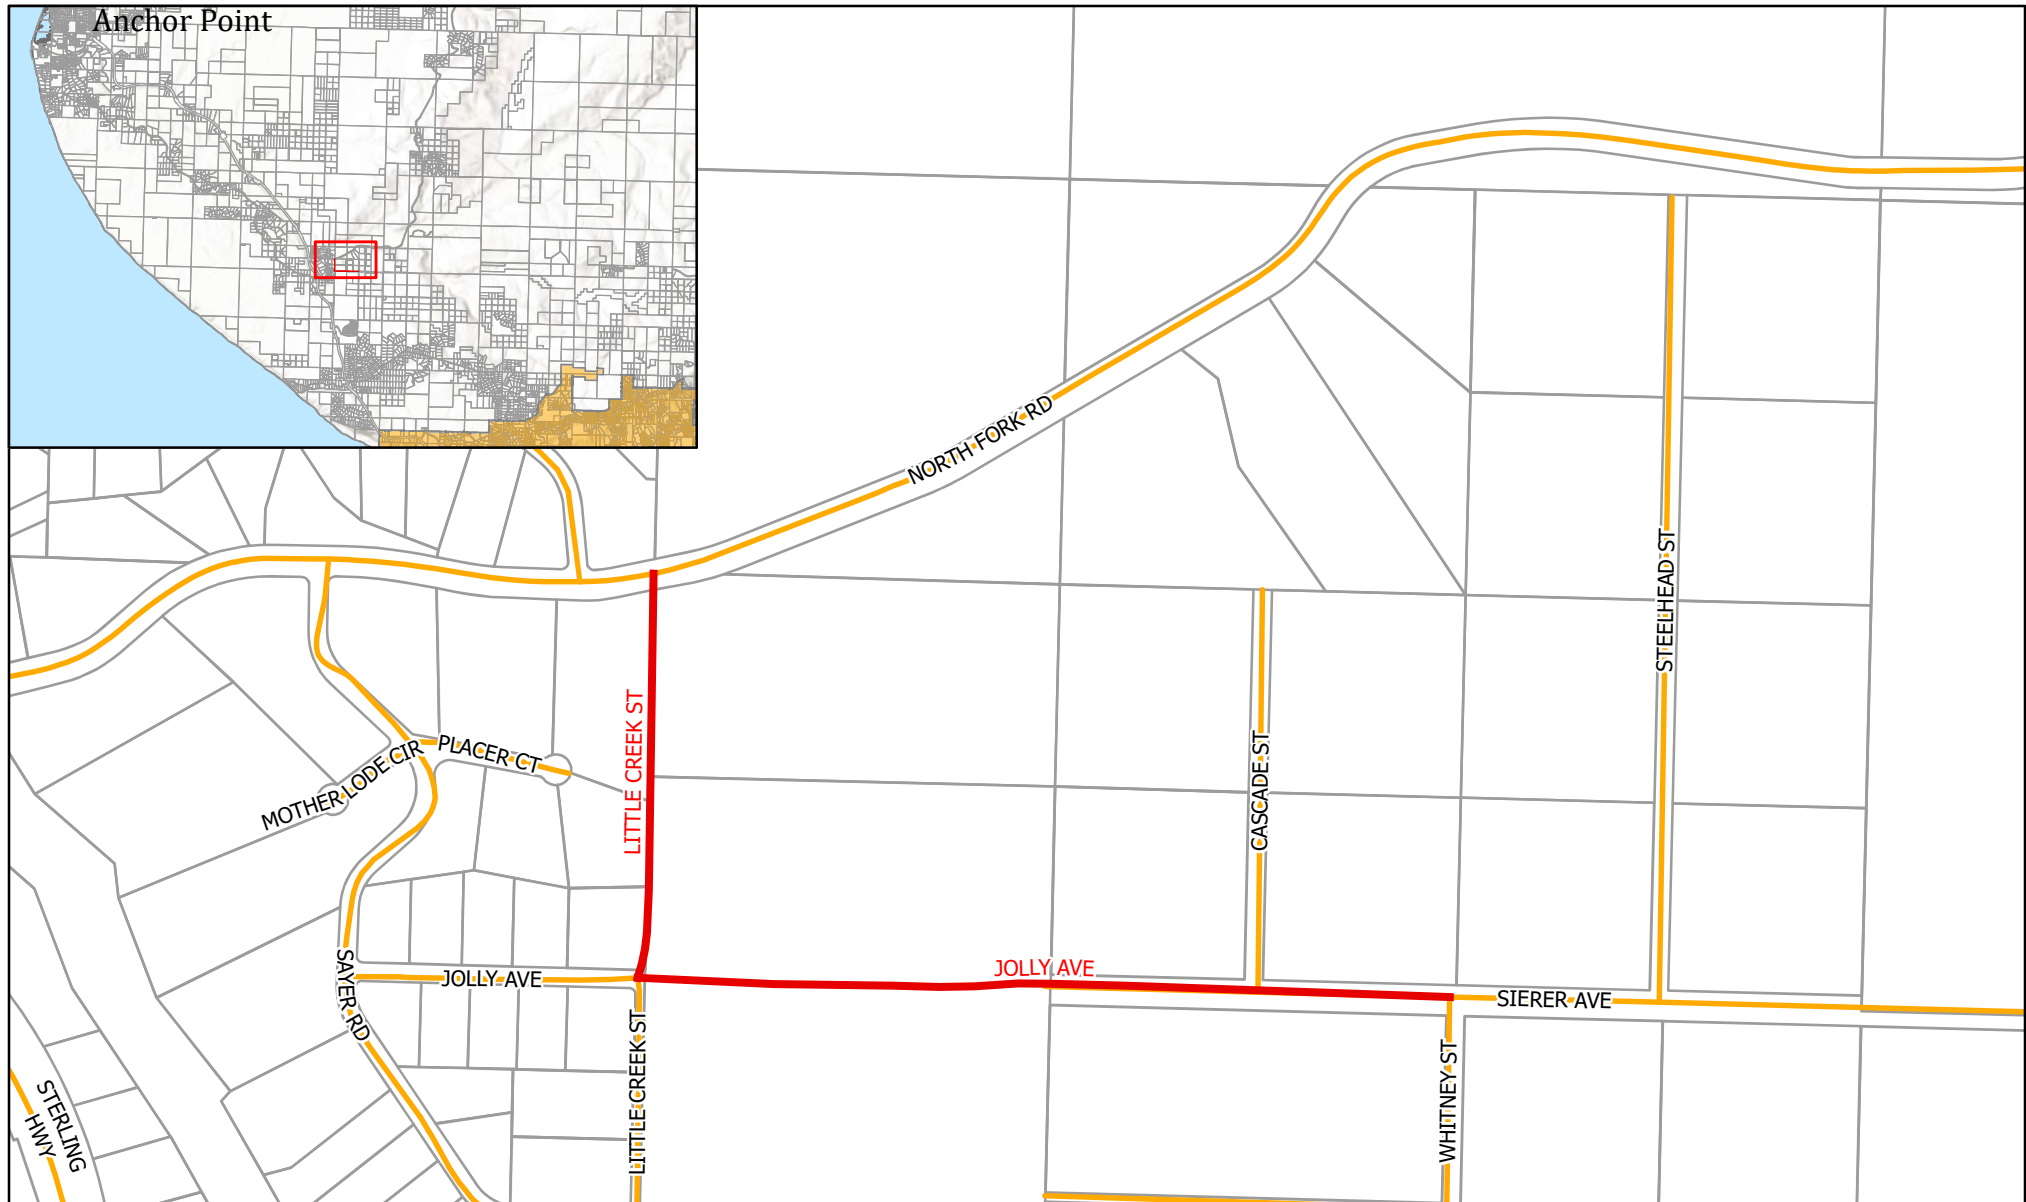 Anchor Point
NORTH FORK RD
STEELHEAD ST
LITTLE CREEK ST
PLACER CT
MOTHER LODE CIR
CASCADE ST
JOLLY AVE
JOLLY AVE
SAYER RD
SIERER AVE
LITTLE CREEK ST
WHITNEY ST
STERLING
HWY